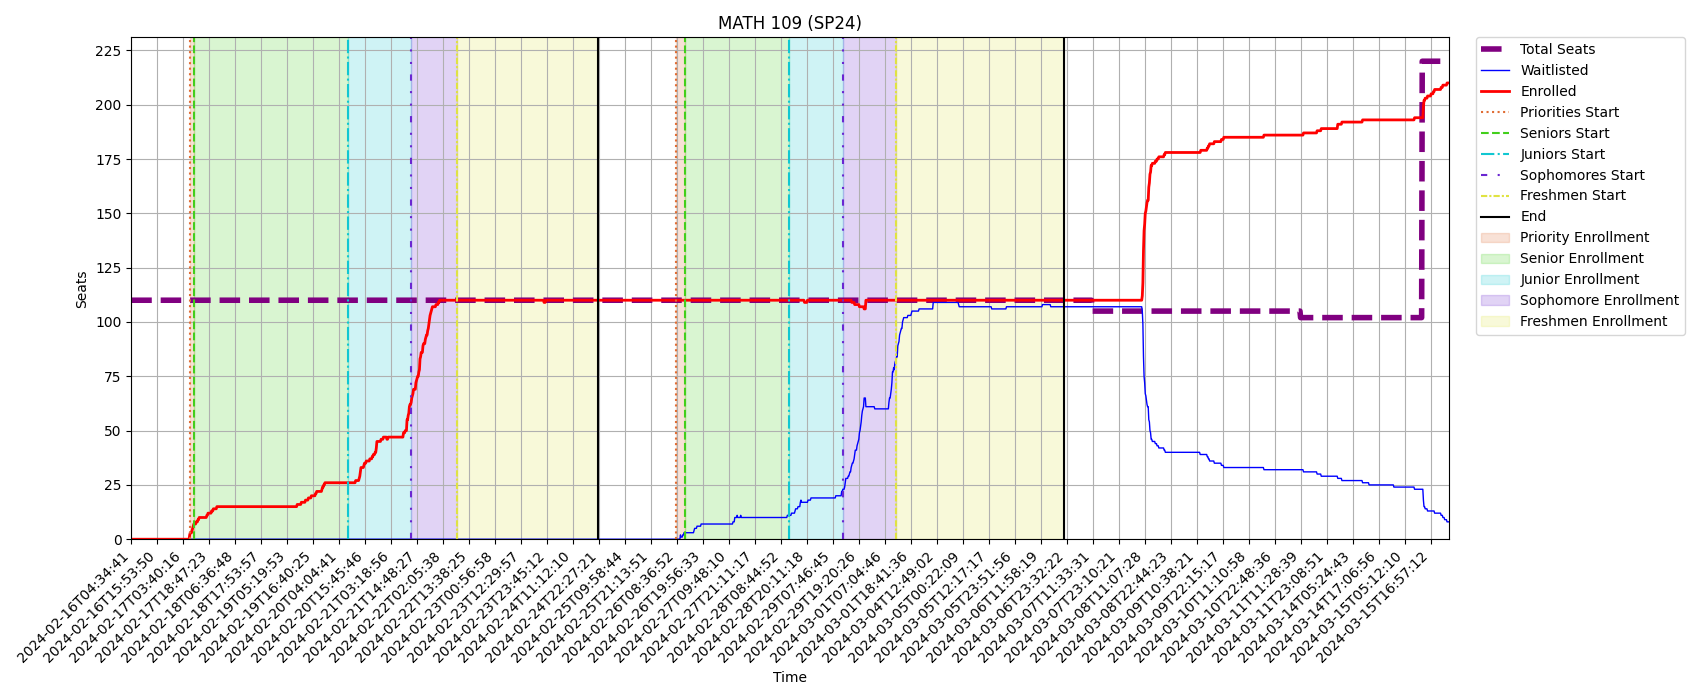 MATH 109 (SP24)
Seats
225
200
175
150
125
100
75
50
25
0
2024-02-16T04:34:41
2024-02-16T15:53:50
2024-02-17T03:40:16
2024-02-17T18:47:23
2024-02-18T06:36:48
2024-02-18T17:53:57
2024-02-19T05:19:53
2024-02-19T16:40:25
2024-02-20T04:04:41
2024-02-20T15:45:46
2024-02-21T03:18:56
2024-02-21T14:48:27
2024-02-22T02:05:38
2024-02-22T13:38:25
2024-02-23T00:56:58
2024-02-23T12:29:57
2024-02-23T23:45:12
2024-02-24T11:12:10
2024-02-24T22:27:21
2024-02-25T09:58:44
2024-02-25T21:13:51
2024-02-26T08:36:52
2024-02-26T19:56:33
2024-02-27T09:48:10
2024-02-27T21:11:17
2024-02-28T08:44:52
2024-02-28T20:11:18
2024-02-29T07:46:45
2024-02-29T19:20:26
2024-03-01T07:04:46
2024-03-01T18:41:36
2024-03-04T12:49:02
2024-03-05T00:22:09
2024-03-05T12:17:17
2024-03-05T23:51:56
2024-03-06T11:58:19
2024-03-06T23:32:22
2024-03-07T11:33:31
2024-03-07T23:10:21
2024-03-08T11:07:28
2024-03-08T22:44:23
2024-03-09T10:38:21
2024-03-09T22:15:17
2024-03-10T11:10:58
2024-03-10T22:48:36
2024-03-11T11:28:39
2024-03-11T23:08:51
2024-03-14T05:24:43
2024-03-14T17:06:56
2024-03-15T05:12:10
2024-03-15T16:57:12
Time
Total Seats
Waitlisted
Enrolled
Priorities Start
Seniors Start
Juniors Start
Sophomores Start
Freshmen Start
End
Priority Enrollment
Senior Enrollment
Junior Enrollment
Sophomore Enrollment
Freshmen Enrollment